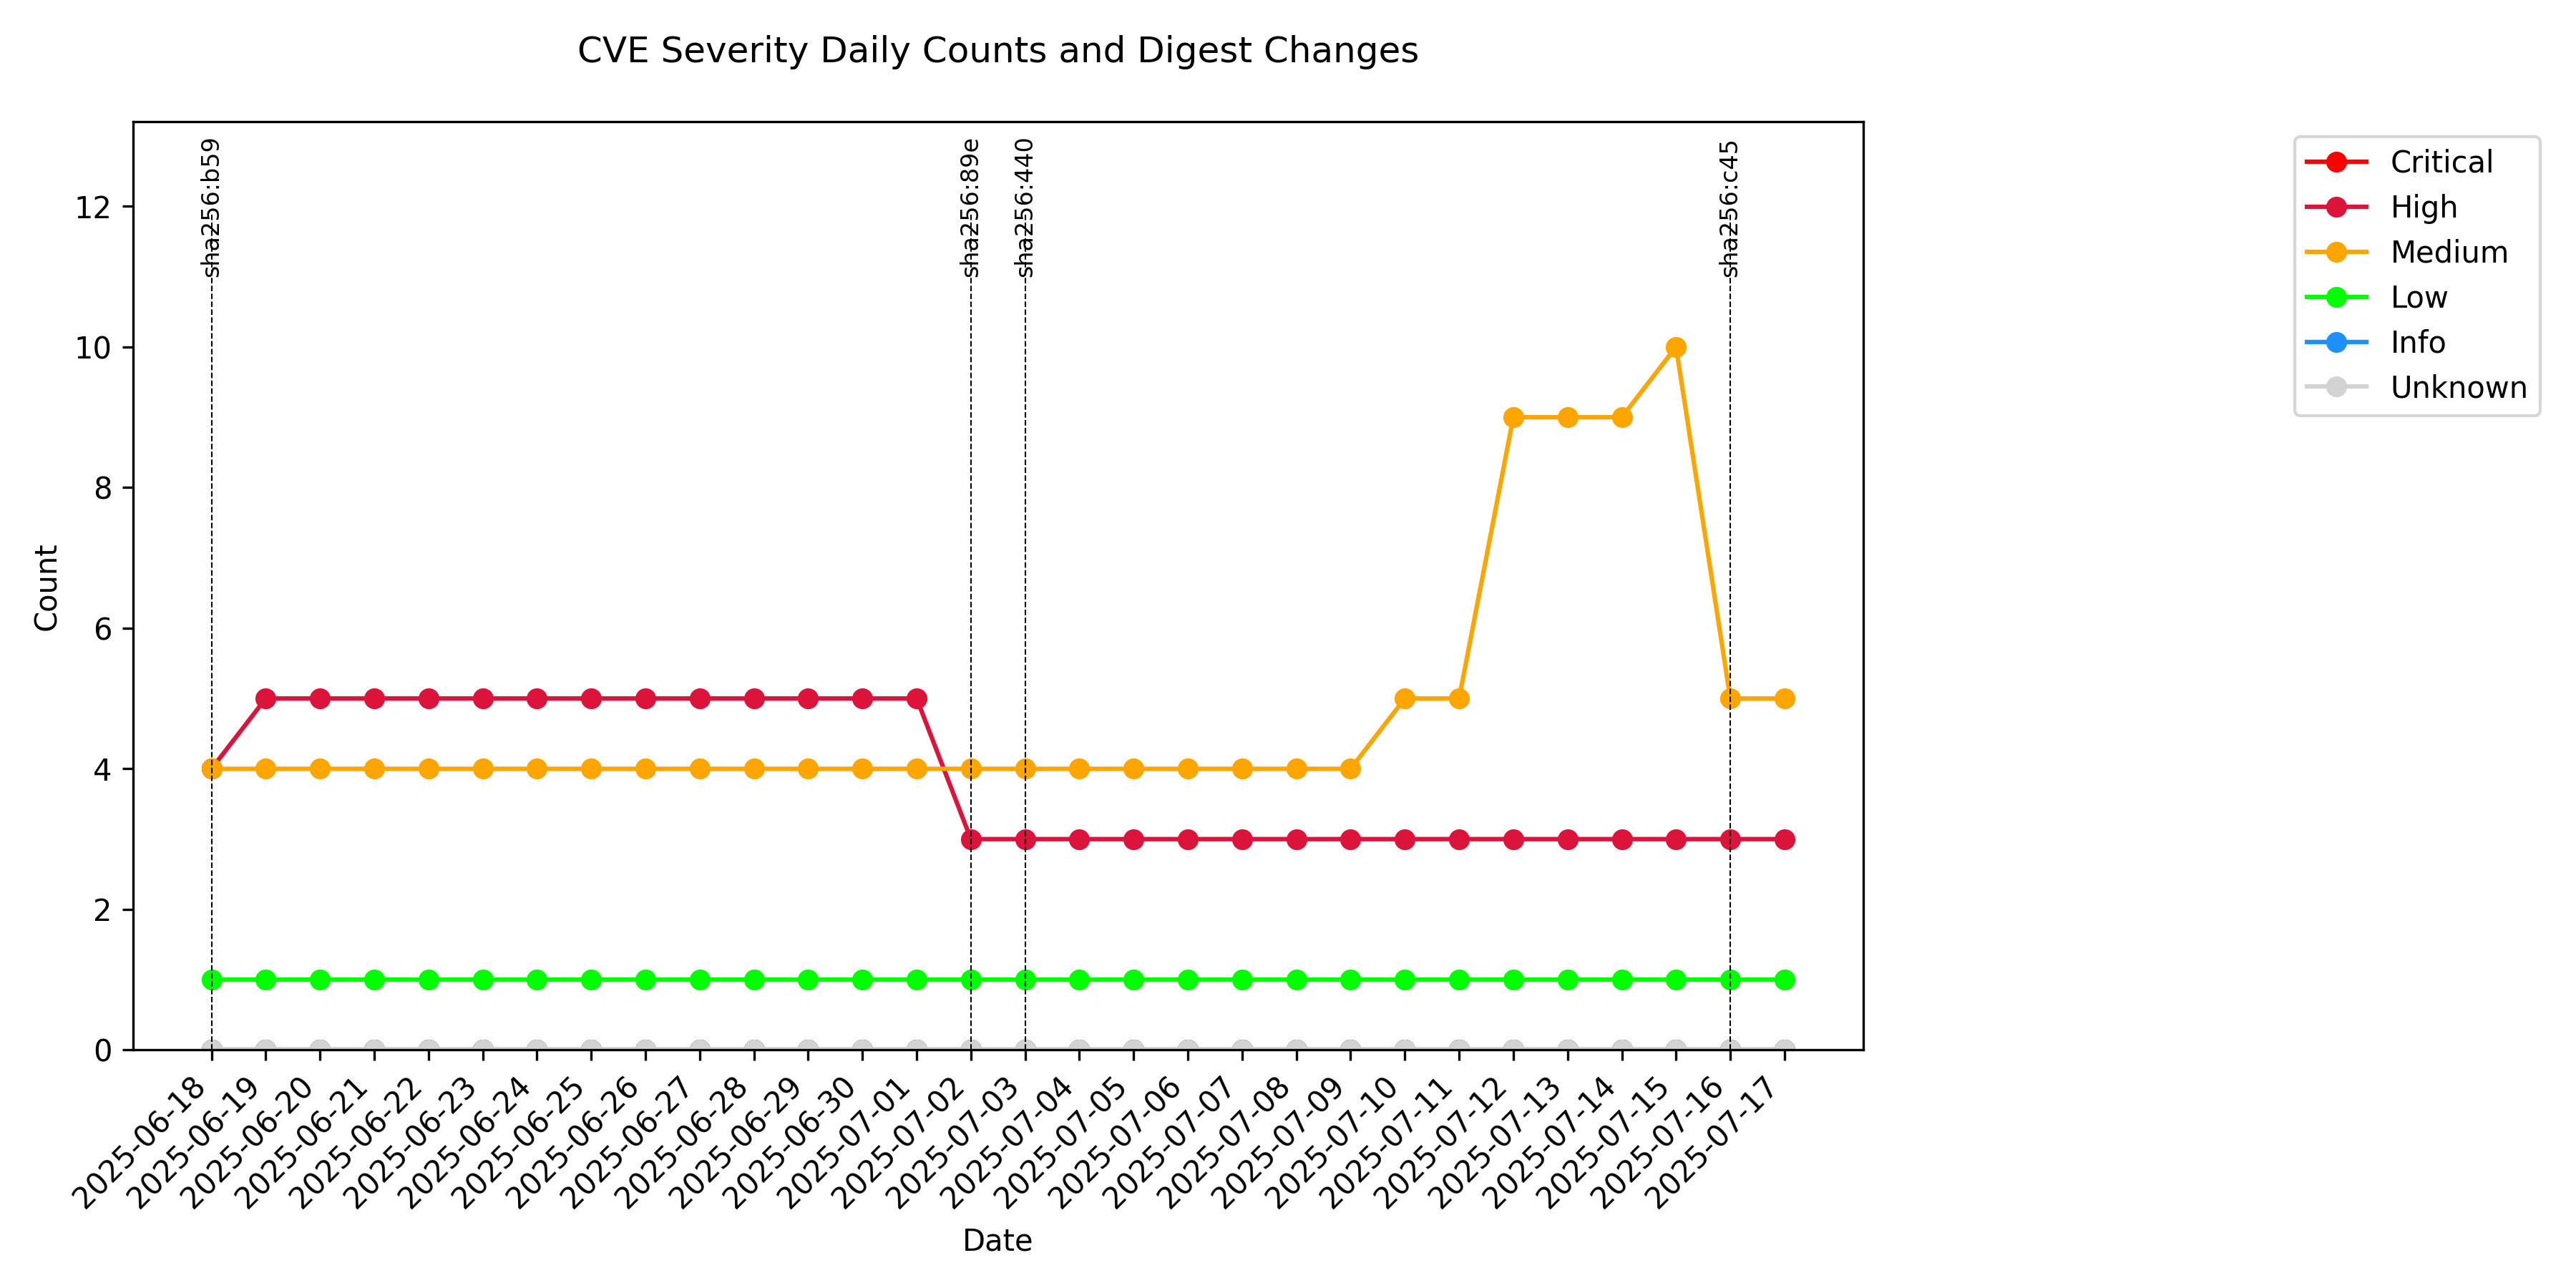 CVE Severity Daily Counts and Digest Changes
sha256:b59
sha256:89e
sha256:440
sha256:c45
Critical
High
Medium
Low
Info
Unknown
12
10
8
6
4
2
0
Count
2025-06-18
2025-06-19
2025-06-20
2025-06-21
2025-06-22
2025-06-23
2025-06-24
2025-06-25
2025-06-26
2025-06-27
2025-06-28
2025-06-29
2025-06-30
2025-07-01
2025-07-02
2025-07-03
2025-07-04
2025-07-05
2025-07-06
2025-07-07
2025-07-08
2025-07-09
2025-07-10
2025-07-11
2025-07-12
2025-07-13
2025-07-14
2025-07-15
2025-07-16
2025-07-17
Date